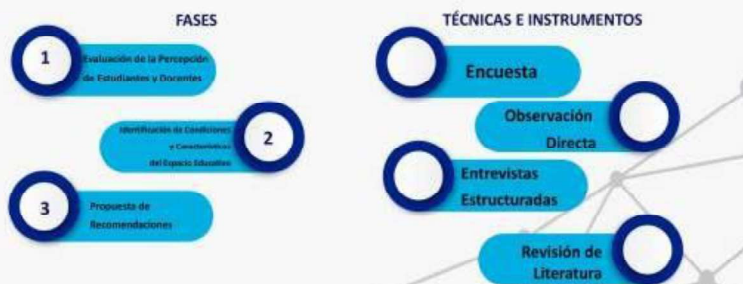 FASES
1
Evaluación de la Percepción
de Estudiantes y Docentes
Identificación de Condiciones
y Características
del Espacio Educativo
2
3
Propuesta de
Recomendaciones
TÉCNICAS E INSTRUMENTOS
Encuesta
Observación
Directa
Entrevistas
Estructuradas
Revisión de
Literatura